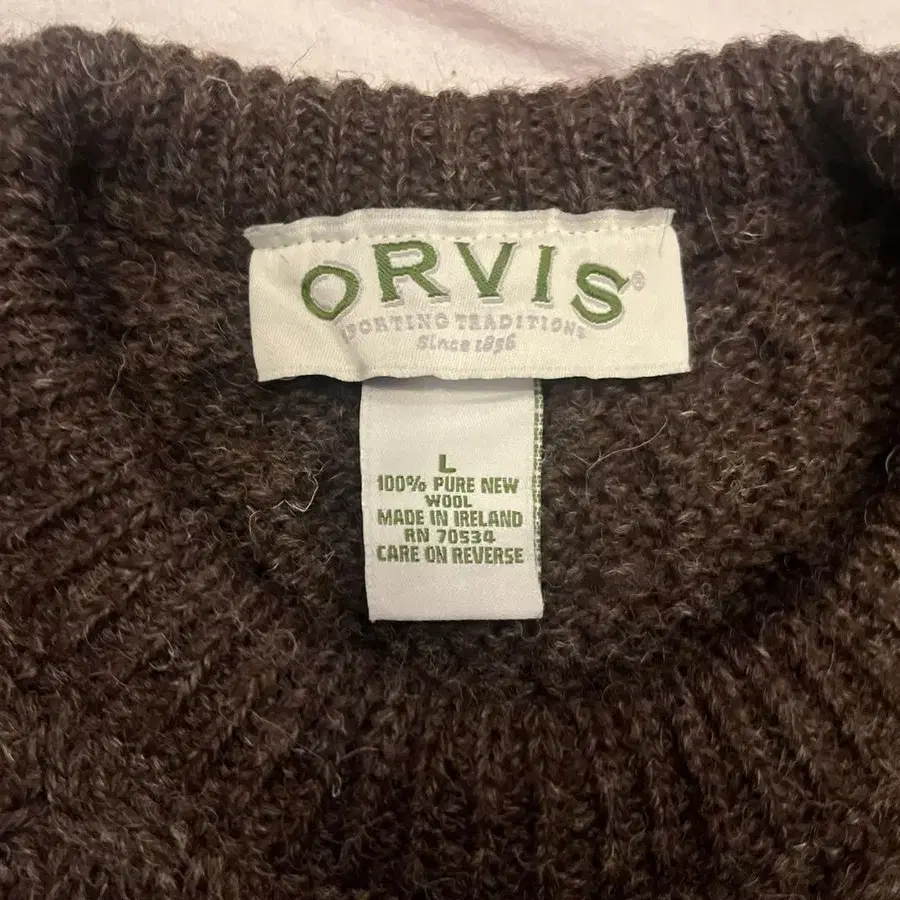 ORVIS®
SPORTING TRADITIONS
Since 1856
L
100% PURE NEW
WOOL
MADE IN IRELAND
RN 70534
CARE ON REVERSE